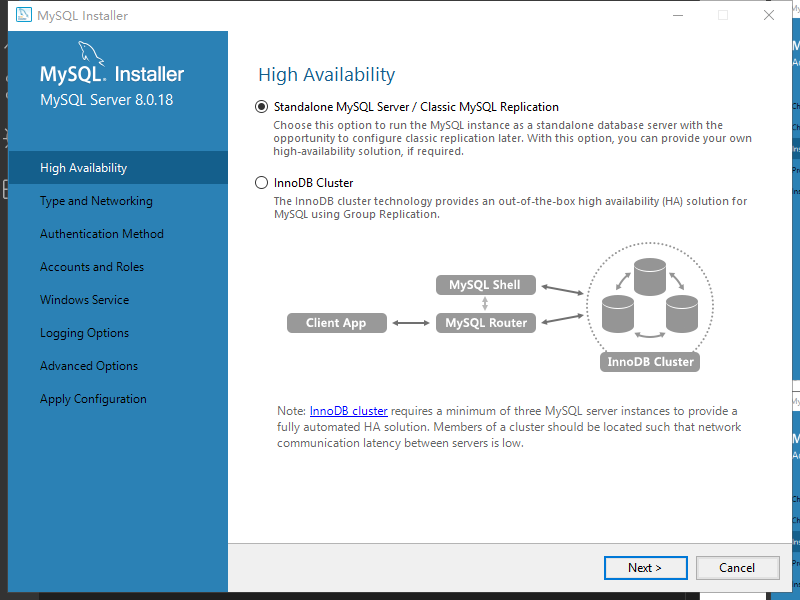 MySQL Installer
MySQL. Installer
MySQL Server 8.0.18
High Availability
Type and Networking
Authentication Method
Accounts and Roles
Windows Service
Logging Options
Advanced Options
Apply Configuration
High Availability
Standalone MySQL Server / Classic MySQL Replication
Choose this option to run the MySQL instance as a standalone database server with the
opportunity to configure classic replication later. With this option, you can provide your own
high-availability solution, if required.
InnoDB Cluster
The InnoDB cluster technology provides an out-of-the-box high availability (HA) solution for
MySQL using Group Replication.
MySQL Shell
Client App
MySQL Router
InnoDB Cluster
Note: InnoDB cluster requires a minimum of three MySQL server instances to provide a
fully automated HA solution. Members of a cluster should be located such that network
communication latency between servers is low.
Next >
Cancel